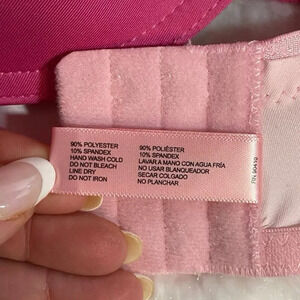 90% POLYESTER
10% SPANDEX
HAND WASH COLD
DO NOT BLEACH
LINE DRY
DO NOT IRON
90% POLIÉSTER
10% SPANDEX
LAVAR A MANO CON AGUA FRÍA
NO USAR BLANQUEADOR
SECAR COLGADO
NO PLANCHAR